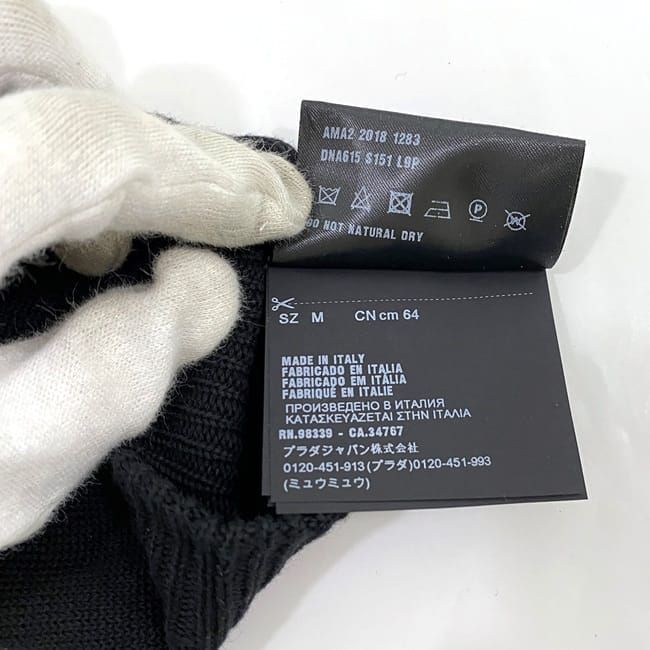 AMA2 2018 1283
DNA615 S151 L9P
DO NOT NATURAL DRY
SZ M CN cm 64
MADE IN ITALY
FABRICADO EN ITALIA
FABRICADO EM ITÁLIA
FABRIQUÉ EN ITALIE
ПРОИЗВЕДЕНО В ИТАЛИЯ
ΚΑΤΑΣΚΕΥΑΖΕΤΑΙ ΣΤΗΝ ΙΤΑΛΙΑ
RN.98339 - CA.34767
プラダジャパン株式会社
0120-451-913(プラダ)0120-451-993
(ミュウミュウ)